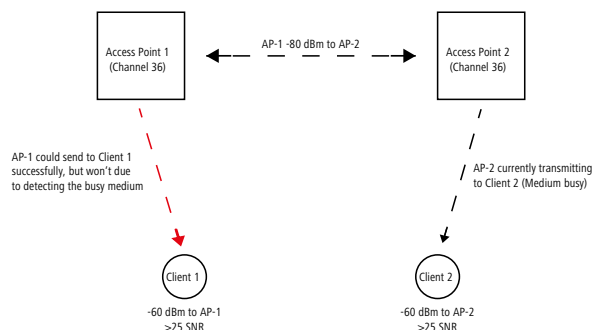 Access Point 1
(Channel 36)
AP-1 -80 dBm to AP-2
Access Point 2
(Channel 36)
AP-1 could send to Client 1
successfully, but won't due
to detecting the busy medium
AP-2 currently transmitting
to Client 2 (Medium busy)
Client 1
Client 2
-60 dBm to AP-1
>25 SNR
-60 dBm to AP-2
>25 SNR